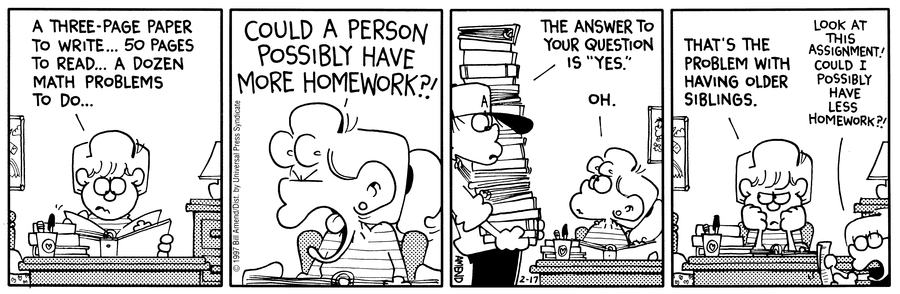 A THREE-PAGE PAPER
TO WRITE... 50 PAGES
TO READ... A DOZEN
MATH PROBLEMS
TO DO...
COULD A PERSON
POSSIBLY HAVE
MORE HOMEWORK?!
© 1997 Bill Amend/Dist. by Universal Press Syndicate
THE ANSWER TO
YOUR QUESTION
IS "YES."
OH.
A
AMEND
2-17
THAT'S THE
PROBLEM WITH
HAVING OLDER
SIBLINGS.
LOOK AT
THIS
ASSIGNMENT!
COULD I
POSSIBLY
HAVE
LESS
HOMEWORK?!